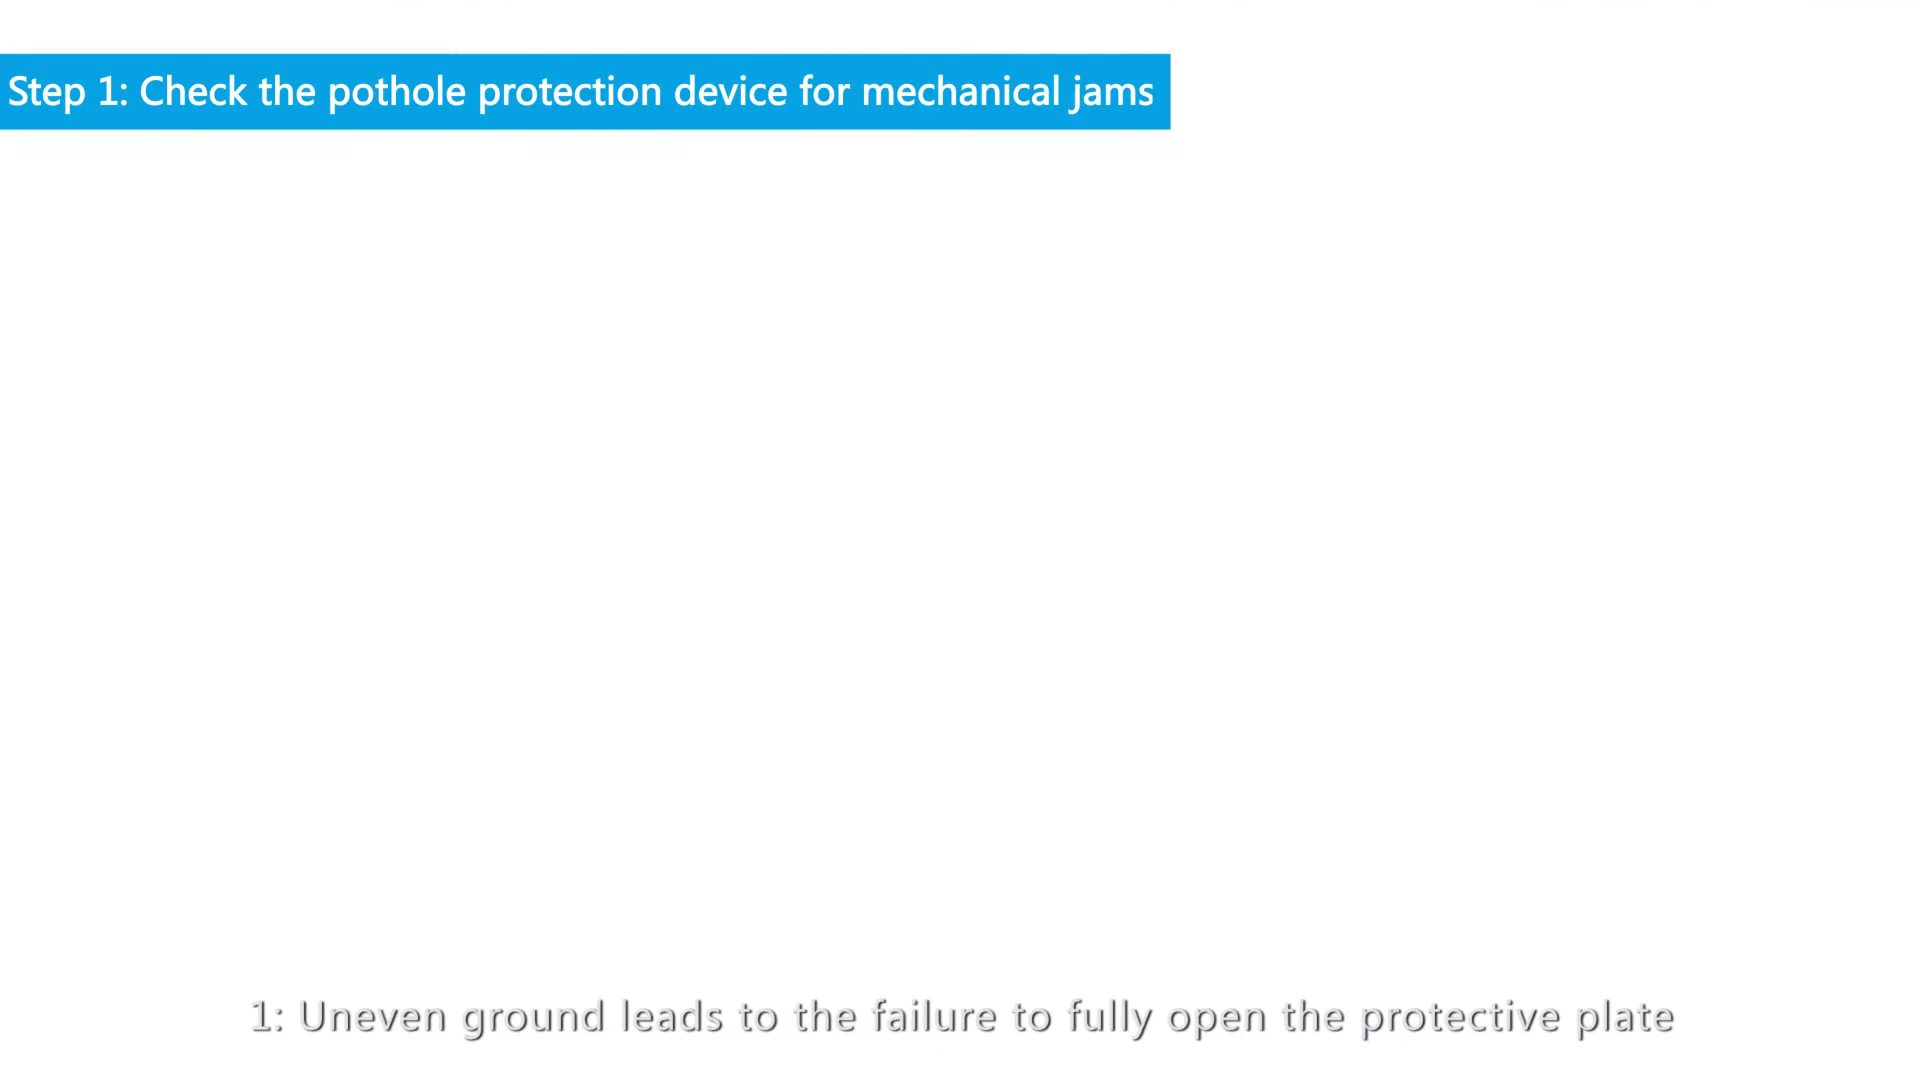 Step 1: Check the pothole protection device for mechanical jams
1: Uneven ground leads to the failure to fully open the protective plate